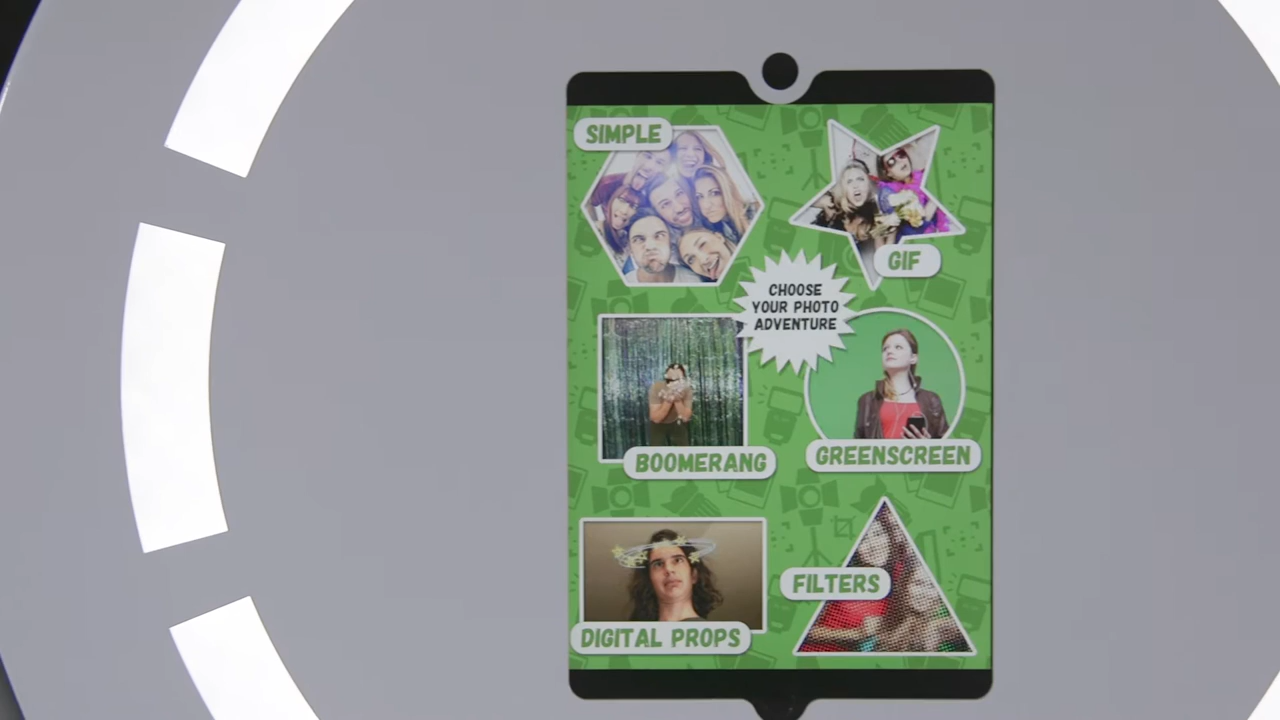 SIMPLE
GIF
CHOOSE
YOUR PHOTO
ADVENTURE
BOOMERANG
GREENSCREEN
FILTERS
DIGITAL PROPS